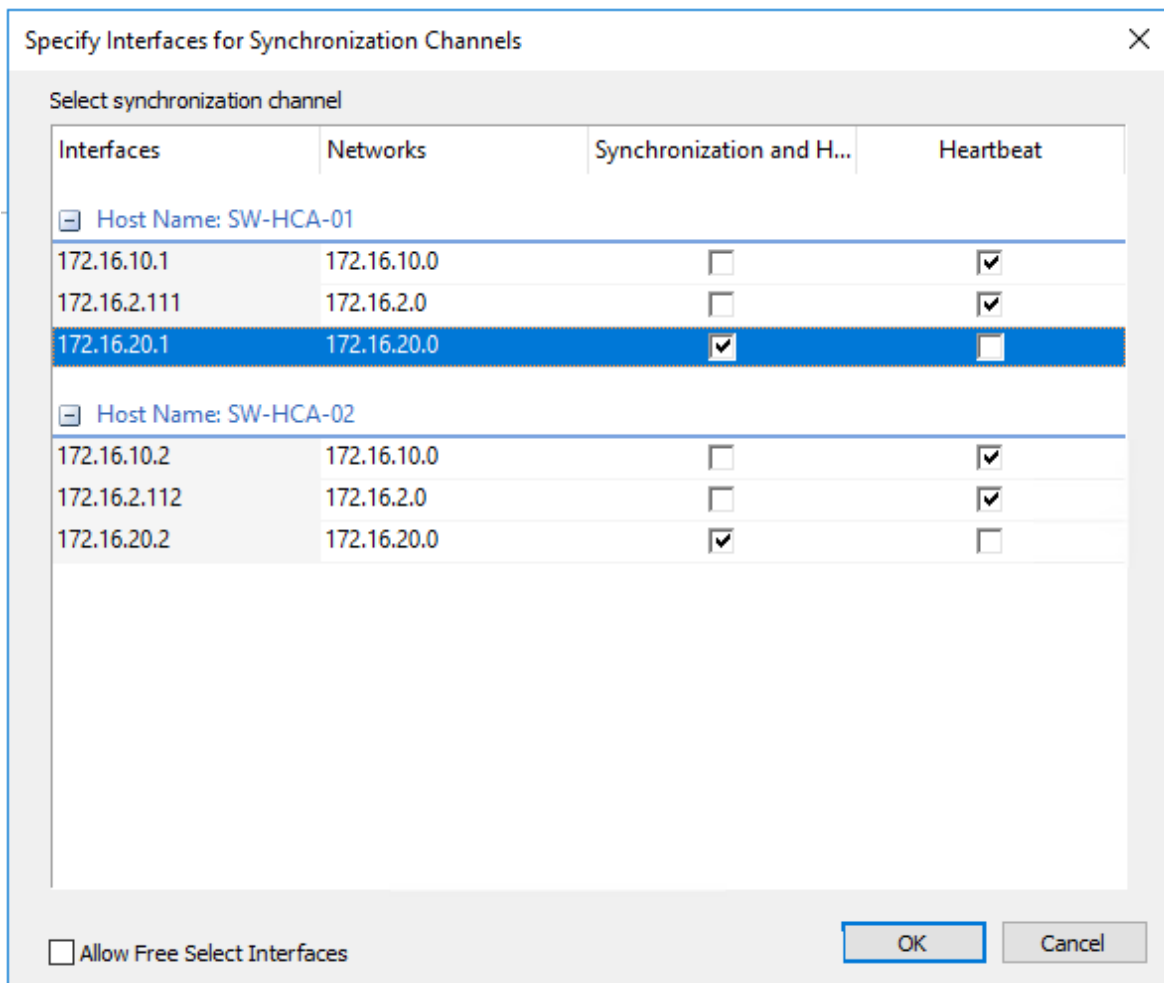 Specify Interfaces for Synchronization Channels
Select synchronization channel
Interfaces Networks Synchronization and H... Heartbeat
Host Name: SW-HCA-01
172.16.10.1 172.16.10.0
172.16.2.111 172.16.2.0
172.16.20.1 172.16.20.0
Host Name: SW-HCA-02
172.16.10.2 172.16.10.0
172.16.2.112 172.16.2.0
172.16.20.2 172.16.20.0
Allow Free Select Interfaces OK Cancel